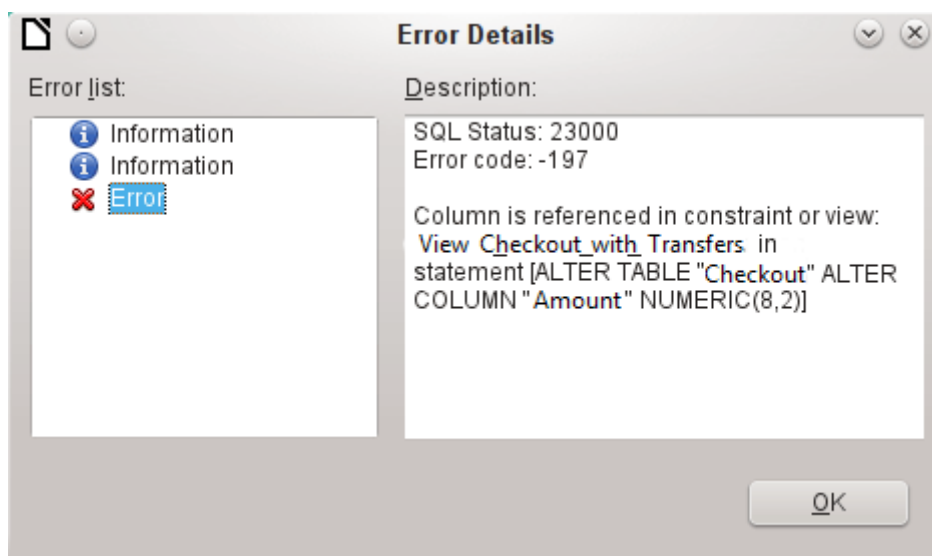 Error Details
Error list:
Information
Information
Error
Description:
SQL Status: 23000
Error code: -197
Column is referenced in constraint or view:
View Checkout_with_Transfers in
statement [ALTER TABLE "Checkout" ALTER
COLUMN "Amount" NUMERIC(8,2)]
OK